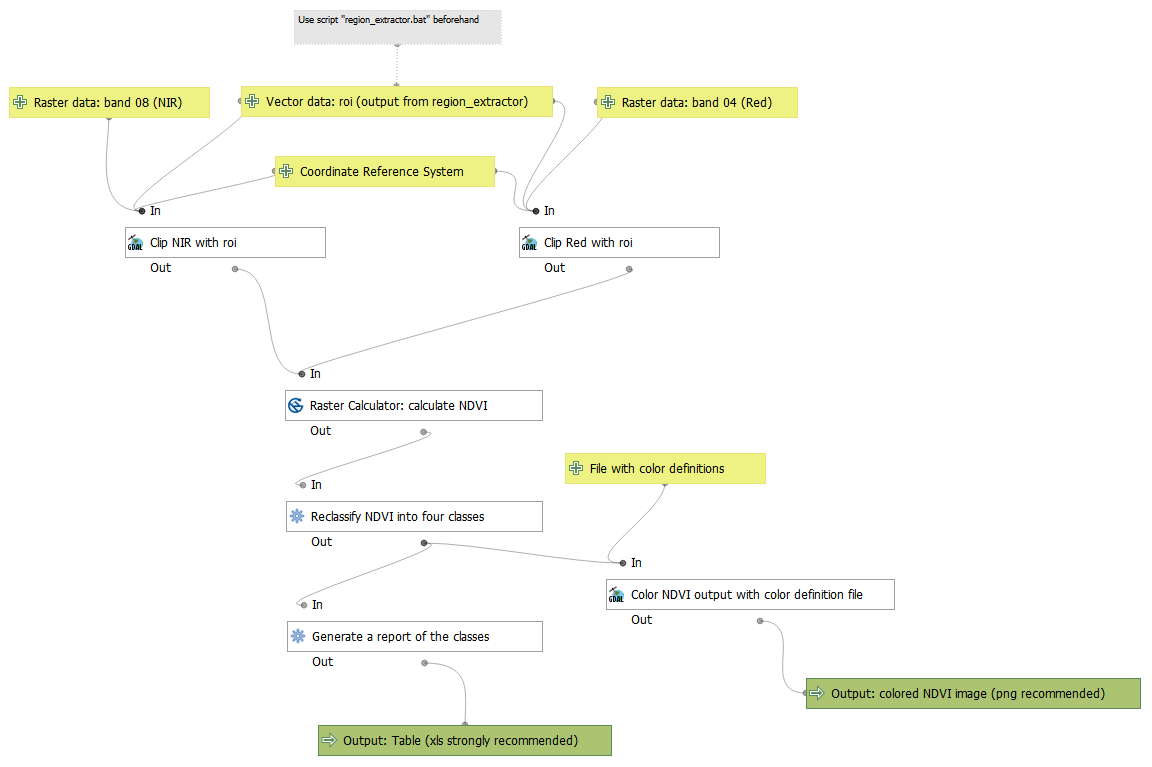 Use script "region_extractor.bat" beforehand
Raster data: band 08 (NIR)
Vector data: roi (output from region_extractor)
Raster data: band 04 (Red)
Coordinate Reference System
In
In
GDAL
Clip NIR with roi
GDAL
Clip Red with roi
Out
Out
In
Raster Calculator: calculate NDVI
Out
File with color definitions
In
Reclassify NDVI into four classes
Out
In
GDAL
Color NDVI output with color definition file
In
Out
Generate a report of the classes
Out
Output: colored NDVI image (png recommended)
Output: Table (xls strongly recommended)